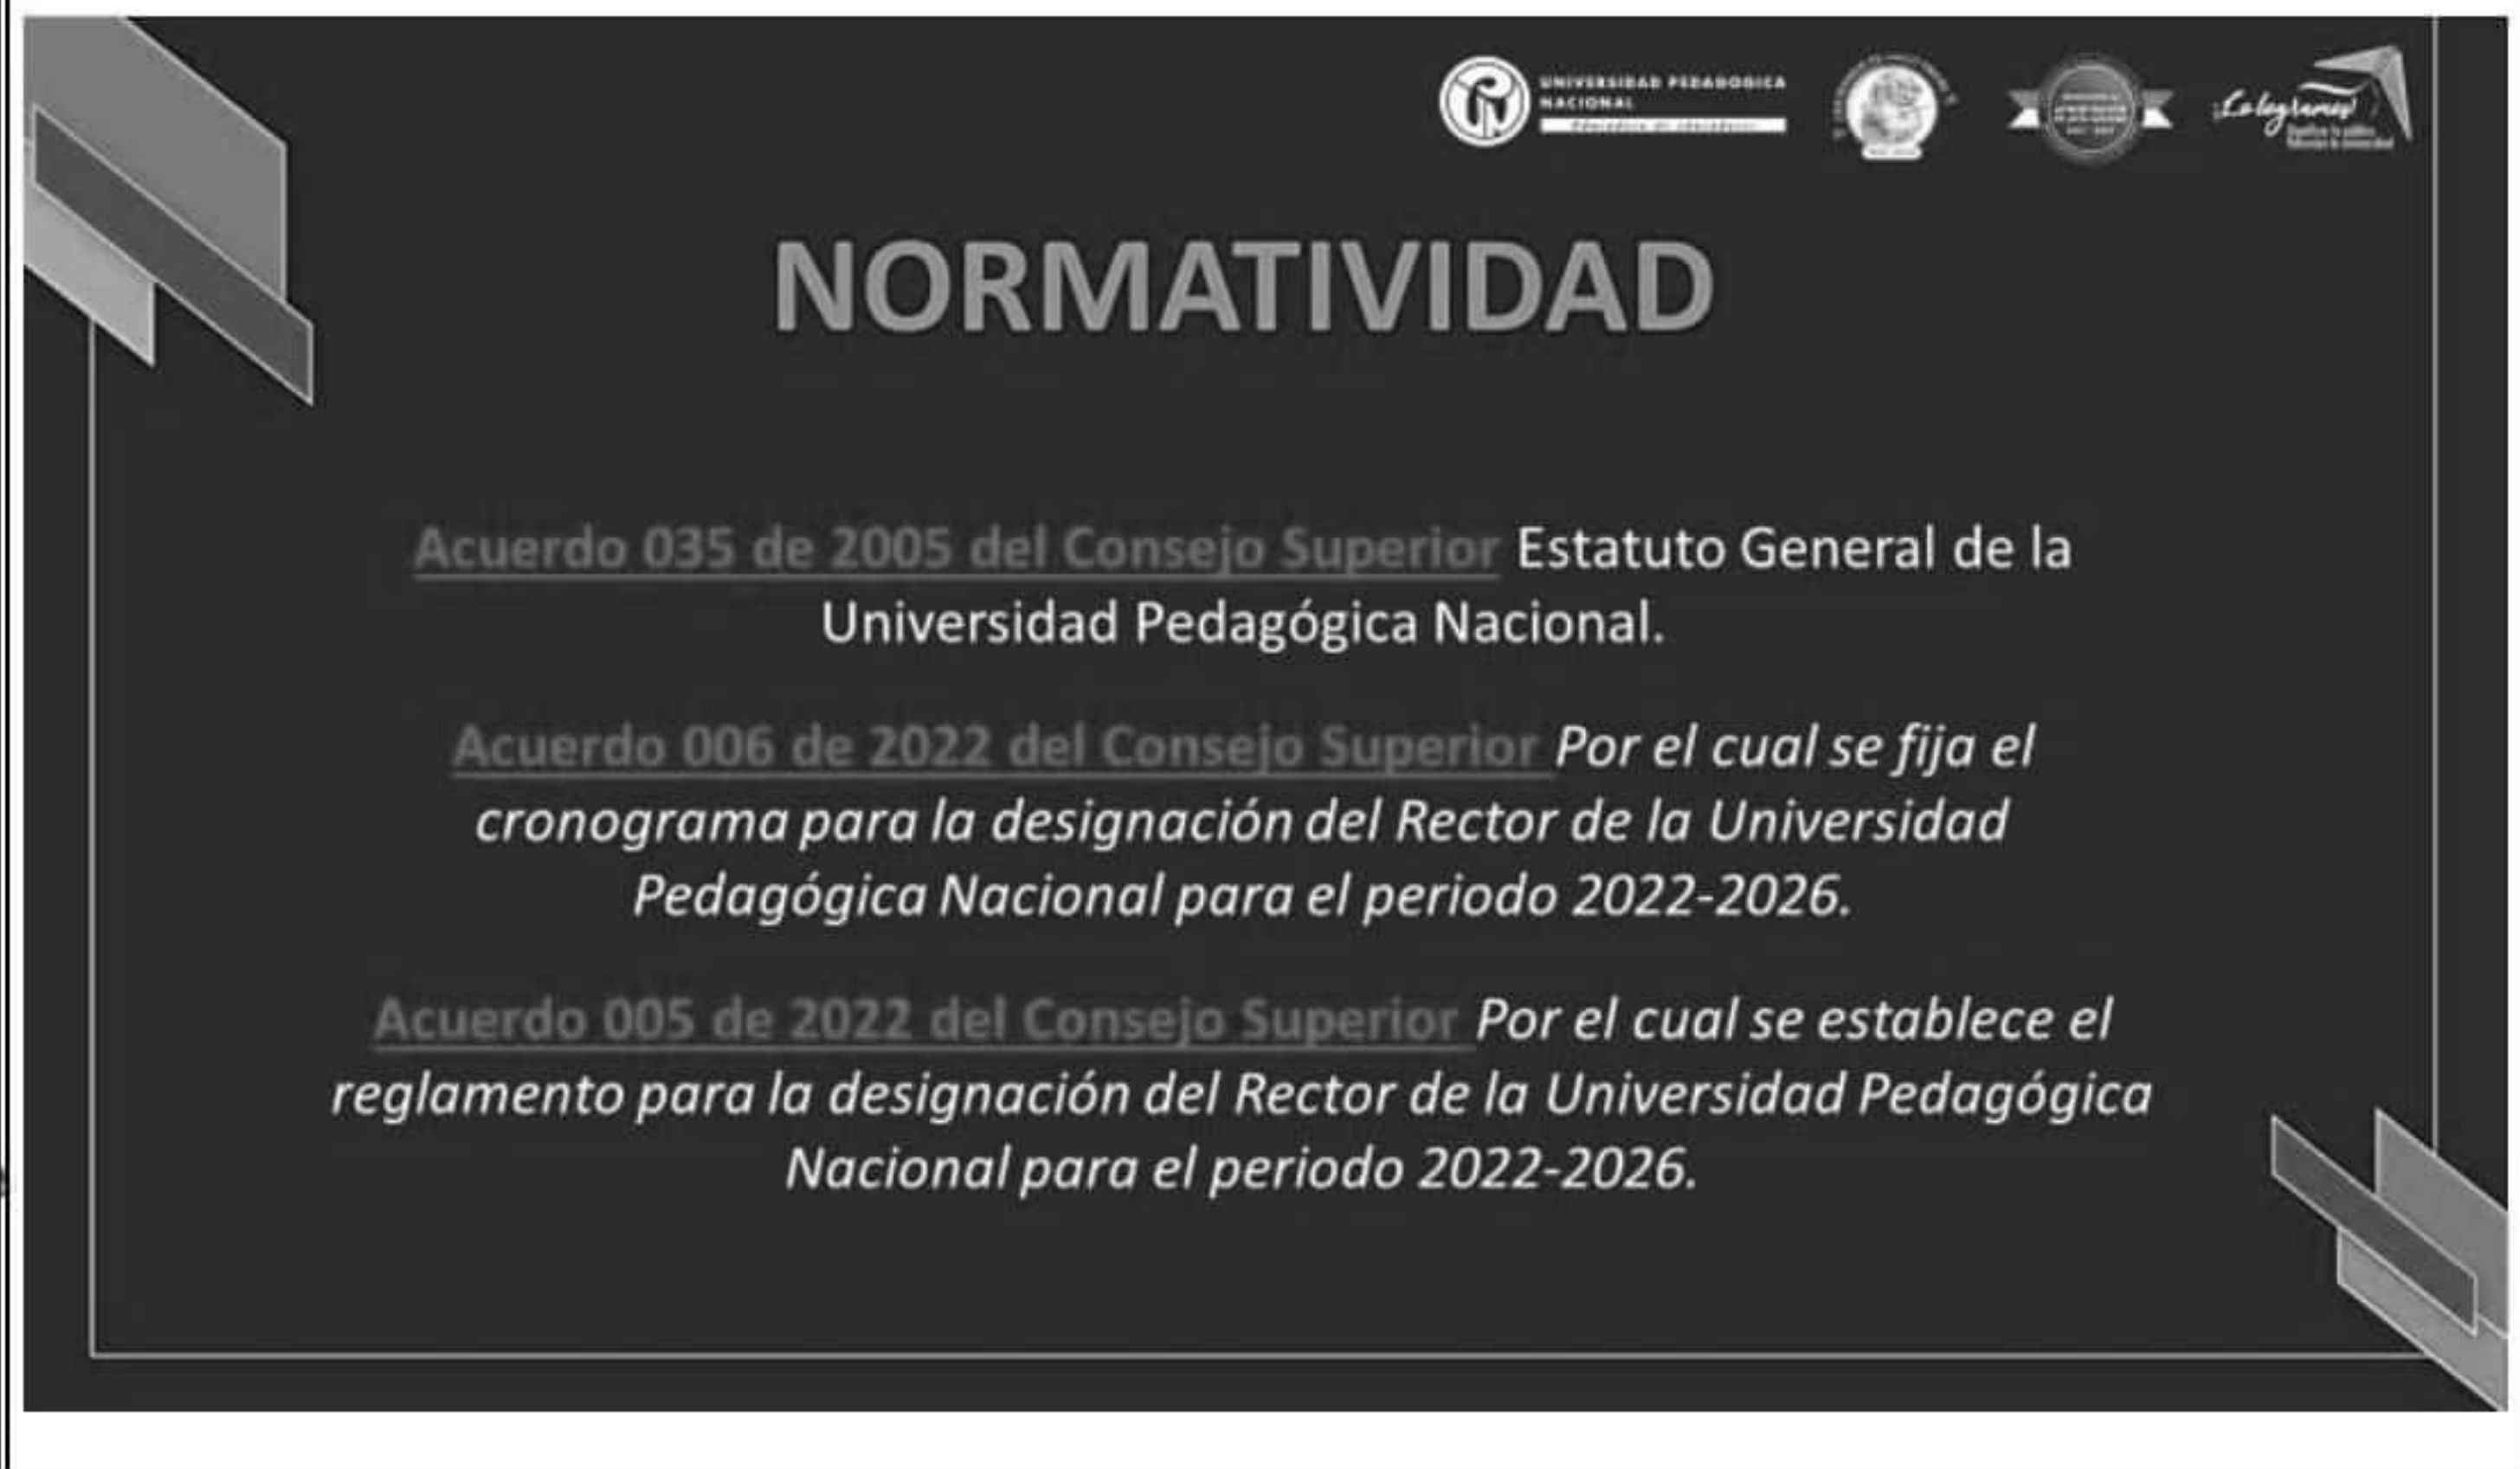 UNIVERSIDAD PEDAGOGICA
NACIONAL
¡Lo logramos!
NORMATIVIDAD
Acuerdo 035 de 2005 del Consejo Superior Estatuto General de la
Universidad Pedagógica Nacional.
Acuerdo 006 de 2022 del Consejo Superior Por el cual se fija el
cronograma para la designación del Rector de la Universidad
Pedagógica Nacional para el periodo 2022-2026.
Acuerdo 005 de 2022 del Consejo Superior Por el cual se establece el
reglamento para la designación del Rector de la Universidad Pedagógica
Nacional para el periodo 2022-2026.